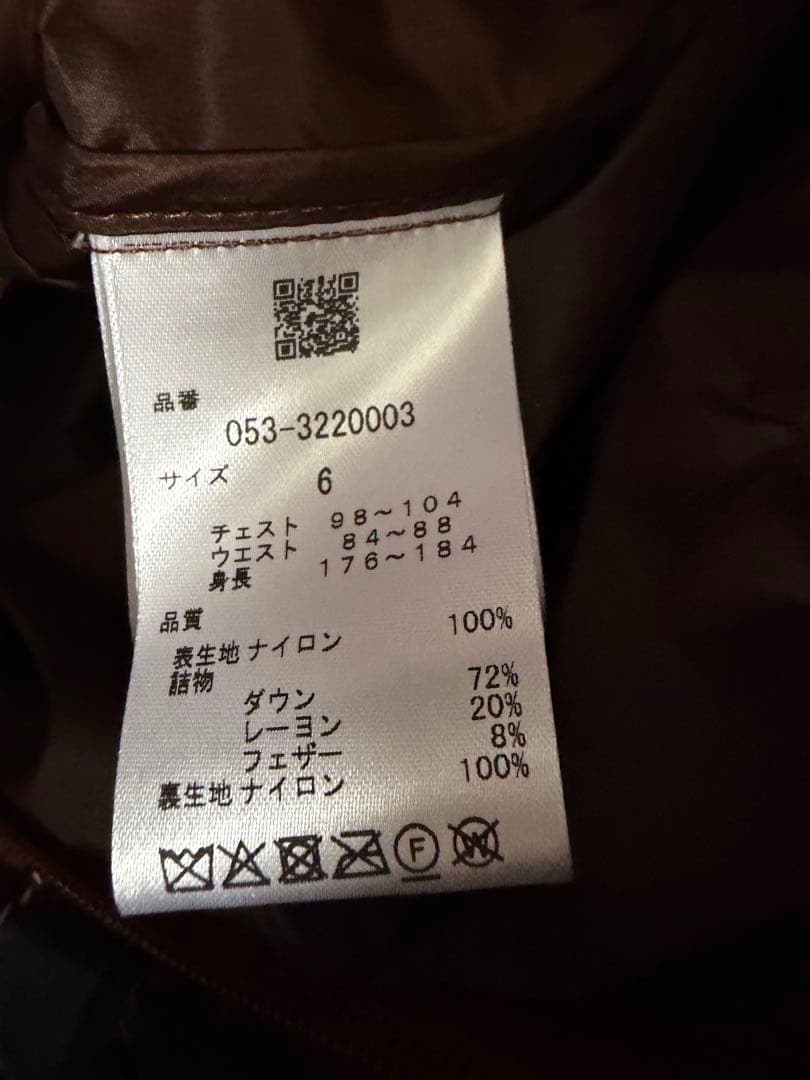 品番
053-3220003
サイズ 6
チェスト 98～104
ウエスト 84～88
身長 176～184
品質
表生地 ナイロン 100%
詰物
ダウン 72%
レーヨン 20%
フェザー 8%
裏生地 ナイロン 100%
F
W